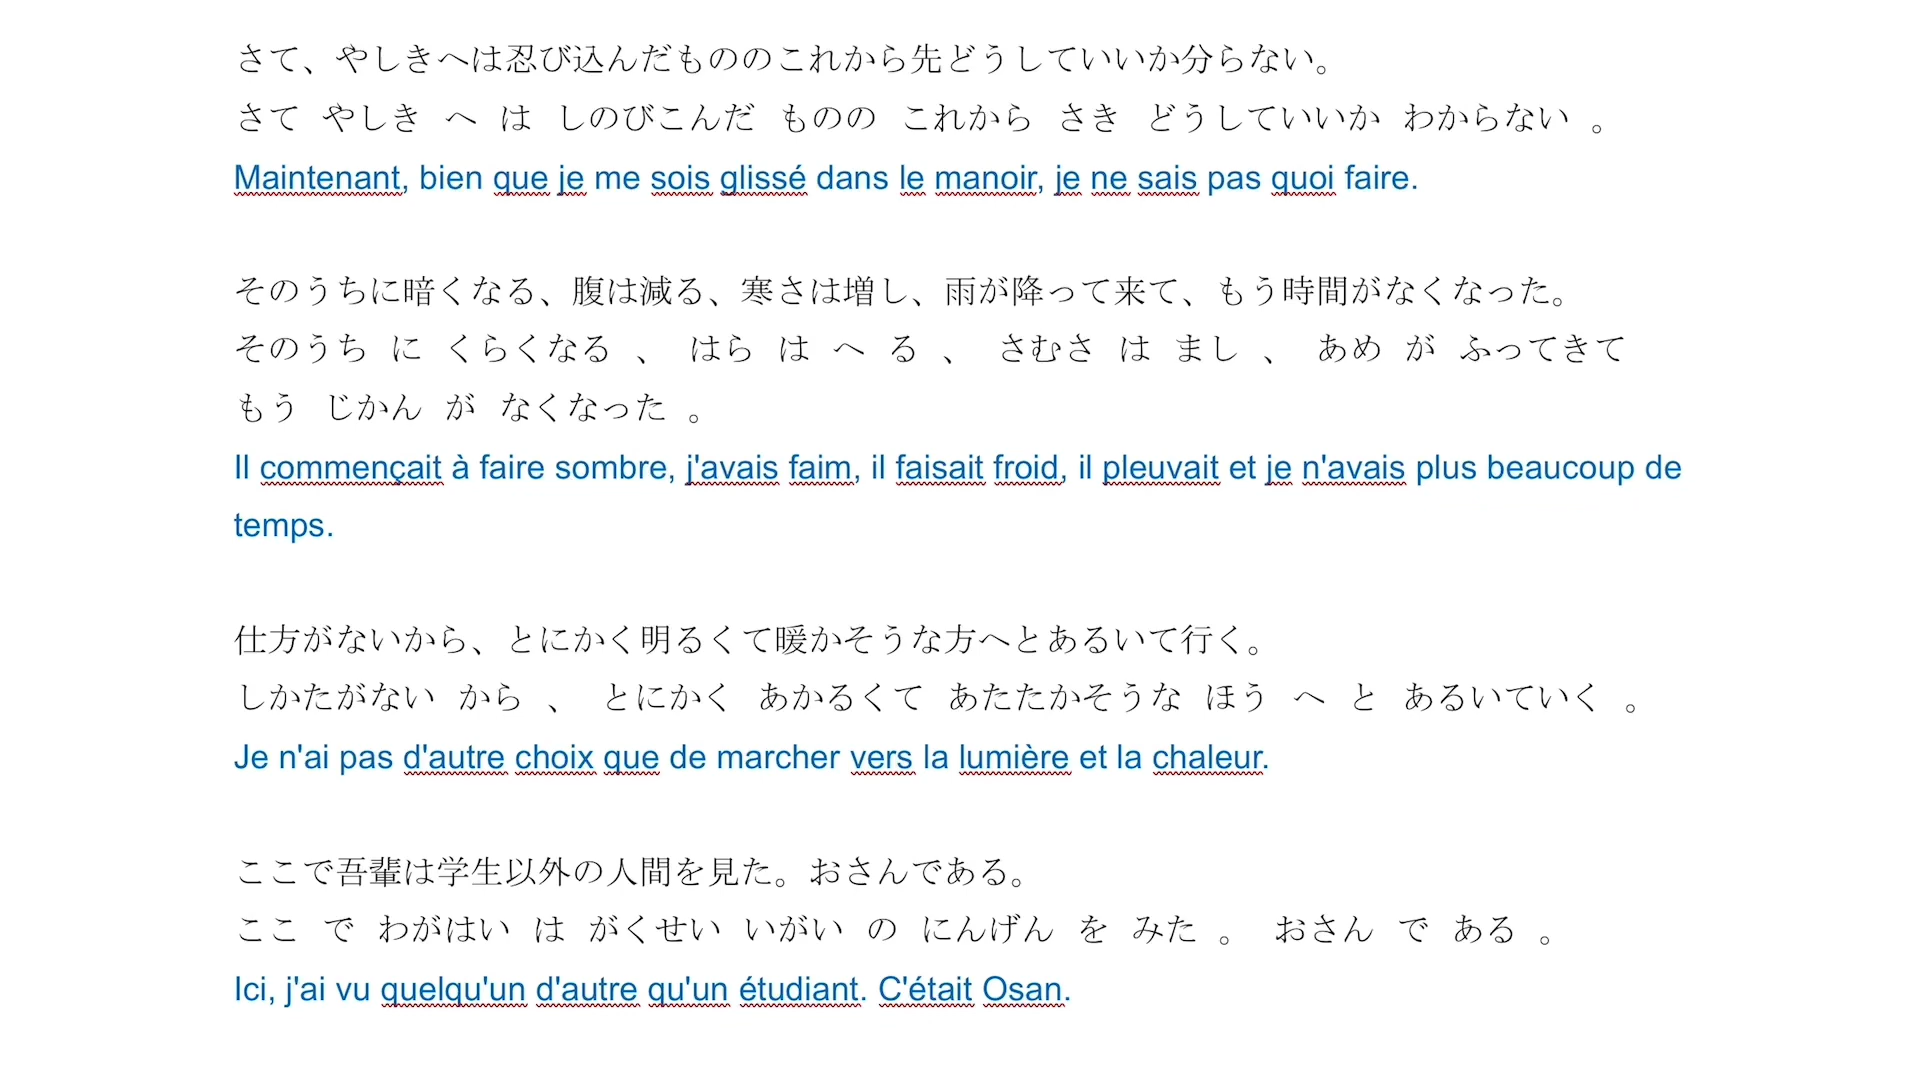 さて、やしきへは忍び込んだもののこれから先どうしていいか分らない。
さて やしき へ は しのびこんだ ものの これから さき どうしていいか わからない 。
Maintenant, bien que je me sois glissé dans le manoir, je ne sais pas quoi faire.
そのうちに暗くなる、腹は減る、寒さは増し、雨が降って来て、もう時間がなくなった。
そのうち に くらくなる 、 はら は へ る 、 さむさ は まし 、 あめ が ふってきて
もう じかん が なくなった 。
Il commençait à faire sombre, j'avais faim, il faisait froid, il pleuvait et je n'avais plus beaucoup de
temps.
仕方がないから、とにかく明るくて暖かそうな方へとあるいて行く。
しかたがない から 、 とにかく あかるくて あたたかそうな ほう へ と あるいていく 。
Je n'ai pas d'autre choix que de marcher vers la lumière et la chaleur.
ここで吾輩は学生以外の人間を見た。おさんである。
ここ で わがはい は がくせい いがい の にんげん を みた 。 おさん で ある 。
Ici, j'ai vu quelqu'un d'autre qu'un étudiant. C'était Osan.